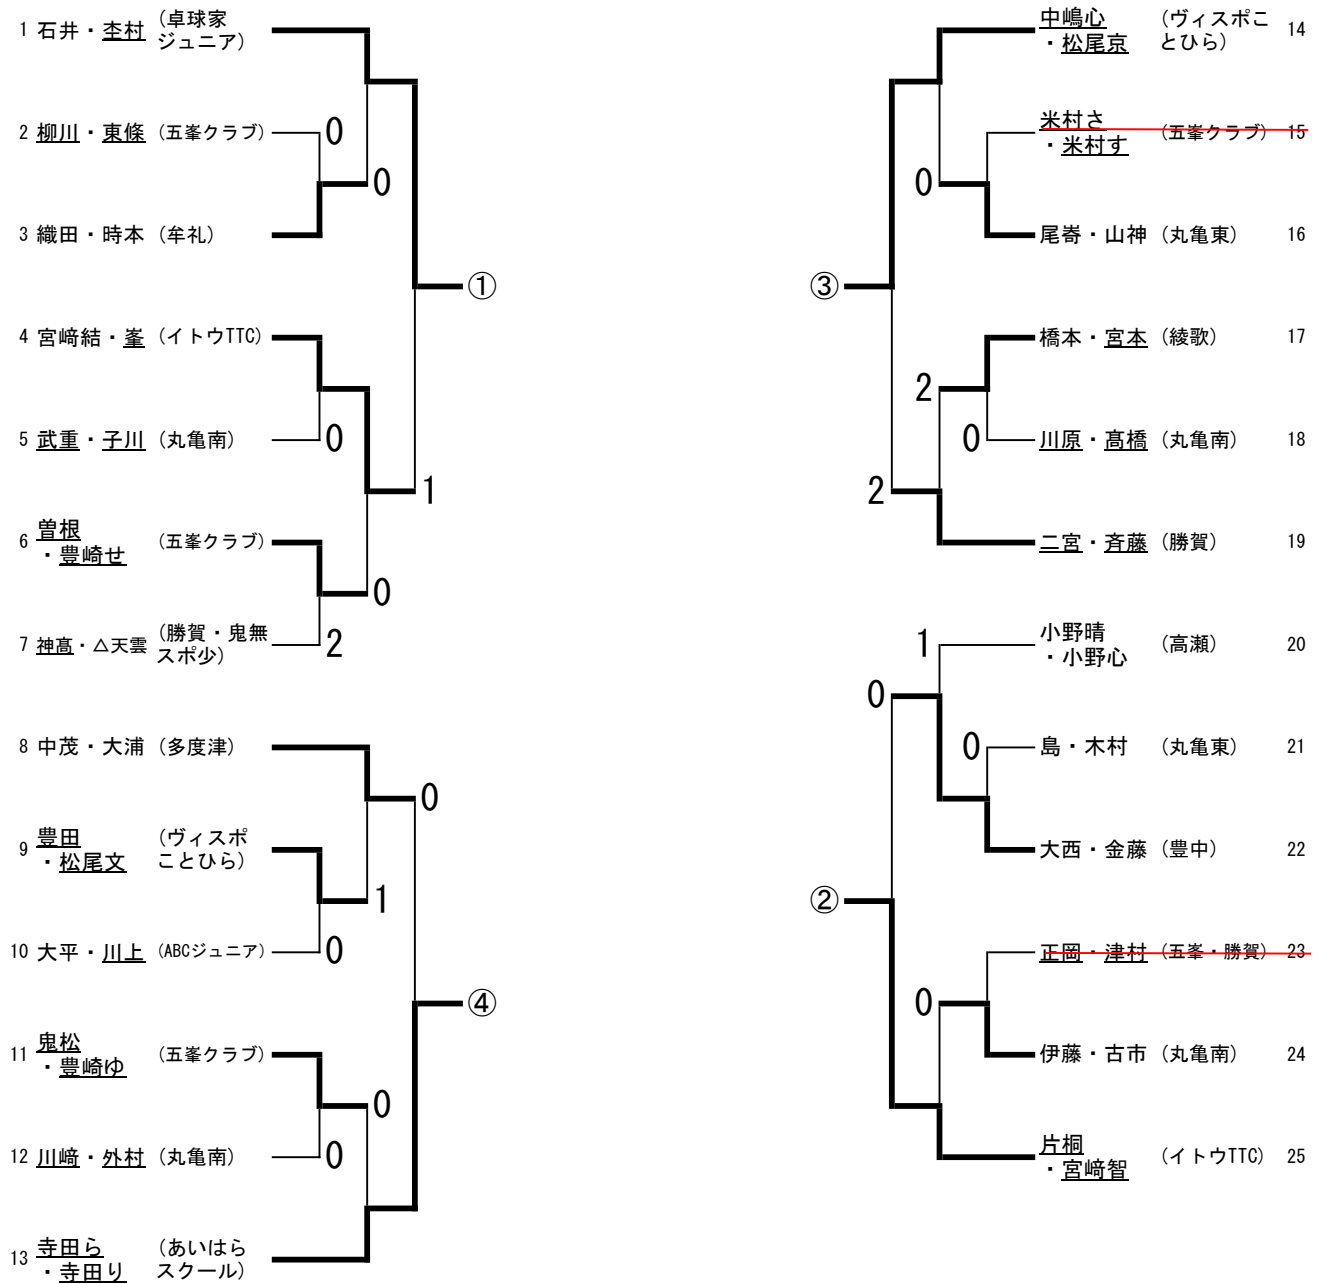 1 石井・杢村 (卓球家
ジュニア)
2 柳川・東條 (五峯クラブ)
0
0
3 織田・時本 (牟礼)
①
4 宮﨑結・峯 (イトウTTC)
5 武重・子川 (丸亀南)
0
1
6 曽根
・豊崎せ (五峯クラブ)
0
7 神髙・△天雲 (勝賀・鬼無
スポ少)
2
8 中茂・大浦 (多度津)
0
9 豊田
・松尾文 (ヴィスポ
ことひら)
1
10 大平・川上 (ABCジュニア)
0
④
11 鬼松
・豊崎ゆ (五峯クラブ)
0
12 川﨑・外村 (丸亀南)
0
13 寺田ら
・寺田り (あいはら
スクール)
中嶋心
・松尾京 (ヴィスポこ
とひら) 14
米村さ
・米村す (五峯クラブ) 15
0
尾嵜・山神 (丸亀東) 16
③
橋本・宮本 (綾歌) 17
2
0
川原・髙橋 (丸亀南) 18
2
二宮・斉藤 (勝賀) 19
1
小野晴
・小野心 (高瀬) 20
0
0
島・木村 (丸亀東) 21
大西・金藤 (豊中) 22
②
正岡・津村 (五峯・勝賀) 23
0
伊藤・古市 (丸亀南) 24
片桐
・宮﨑智 (イトウTTC) 25